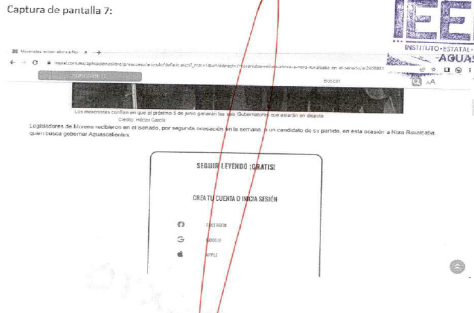 Captura de pantalla 7:
IEE
INSTITUTO ESTATAL
AGUAS
BUSCAR
Los morenistas confían en que el próximo 5 de junio ganarán las seis Gubernaturas que estarán en disputa.
Crédito: Héctor García
Legisladores de Morena recibieron en el Senado, por segunda ocasión en la semana, a un candidato de su partido, en esta ocasión a Nora Ruvalcaba, quien busca gobernar Aguascalientes.
SEGUIR LEYENDO ¡GRATIS!
CREA TU CUENTA O INICIA SESIÓN
FACEBOOK
GOOGLE
APPLE